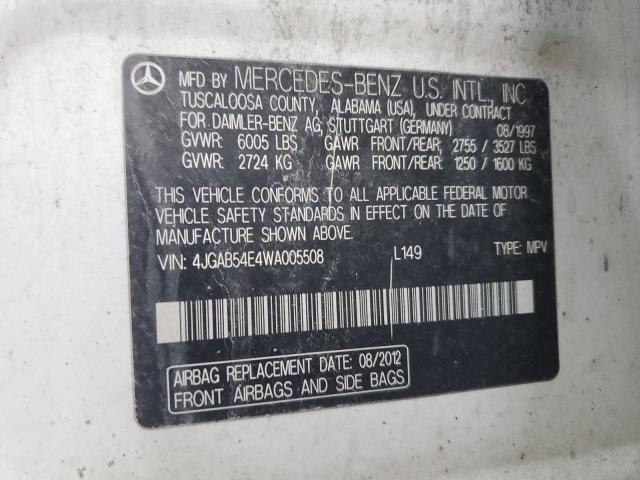 MFD BY MERCEDES-BENZ U.S. INTL., INC.
TUSCALOOSA COUNTY, ALABAMA (USA), UNDER CONTRACT
FOR DAIMLER-BENZ AG, STUTTGART (GERMANY) 08/1997
GVWR: 6005 LBS GAWR FRONT/REAR: 2755 / 3527 LBS
GVWR: 2724 KG GAWR FRONT/REAR: 1250 / 1600 KG
THIS VEHICLE CONFORMS TO ALL APPLICABLE FEDERAL MOTOR
VEHICLE SAFETY STANDARDS IN EFFECT ON THE DATE OF
MANUFACTURE SHOWN ABOVE.
VIN: 4JGAB54E4WA005508 L149 TYPE: MPV
AIRBAG REPLACEMENT DATE: 08/2012
FRONT AIRBAGS AND SIDE BAGS